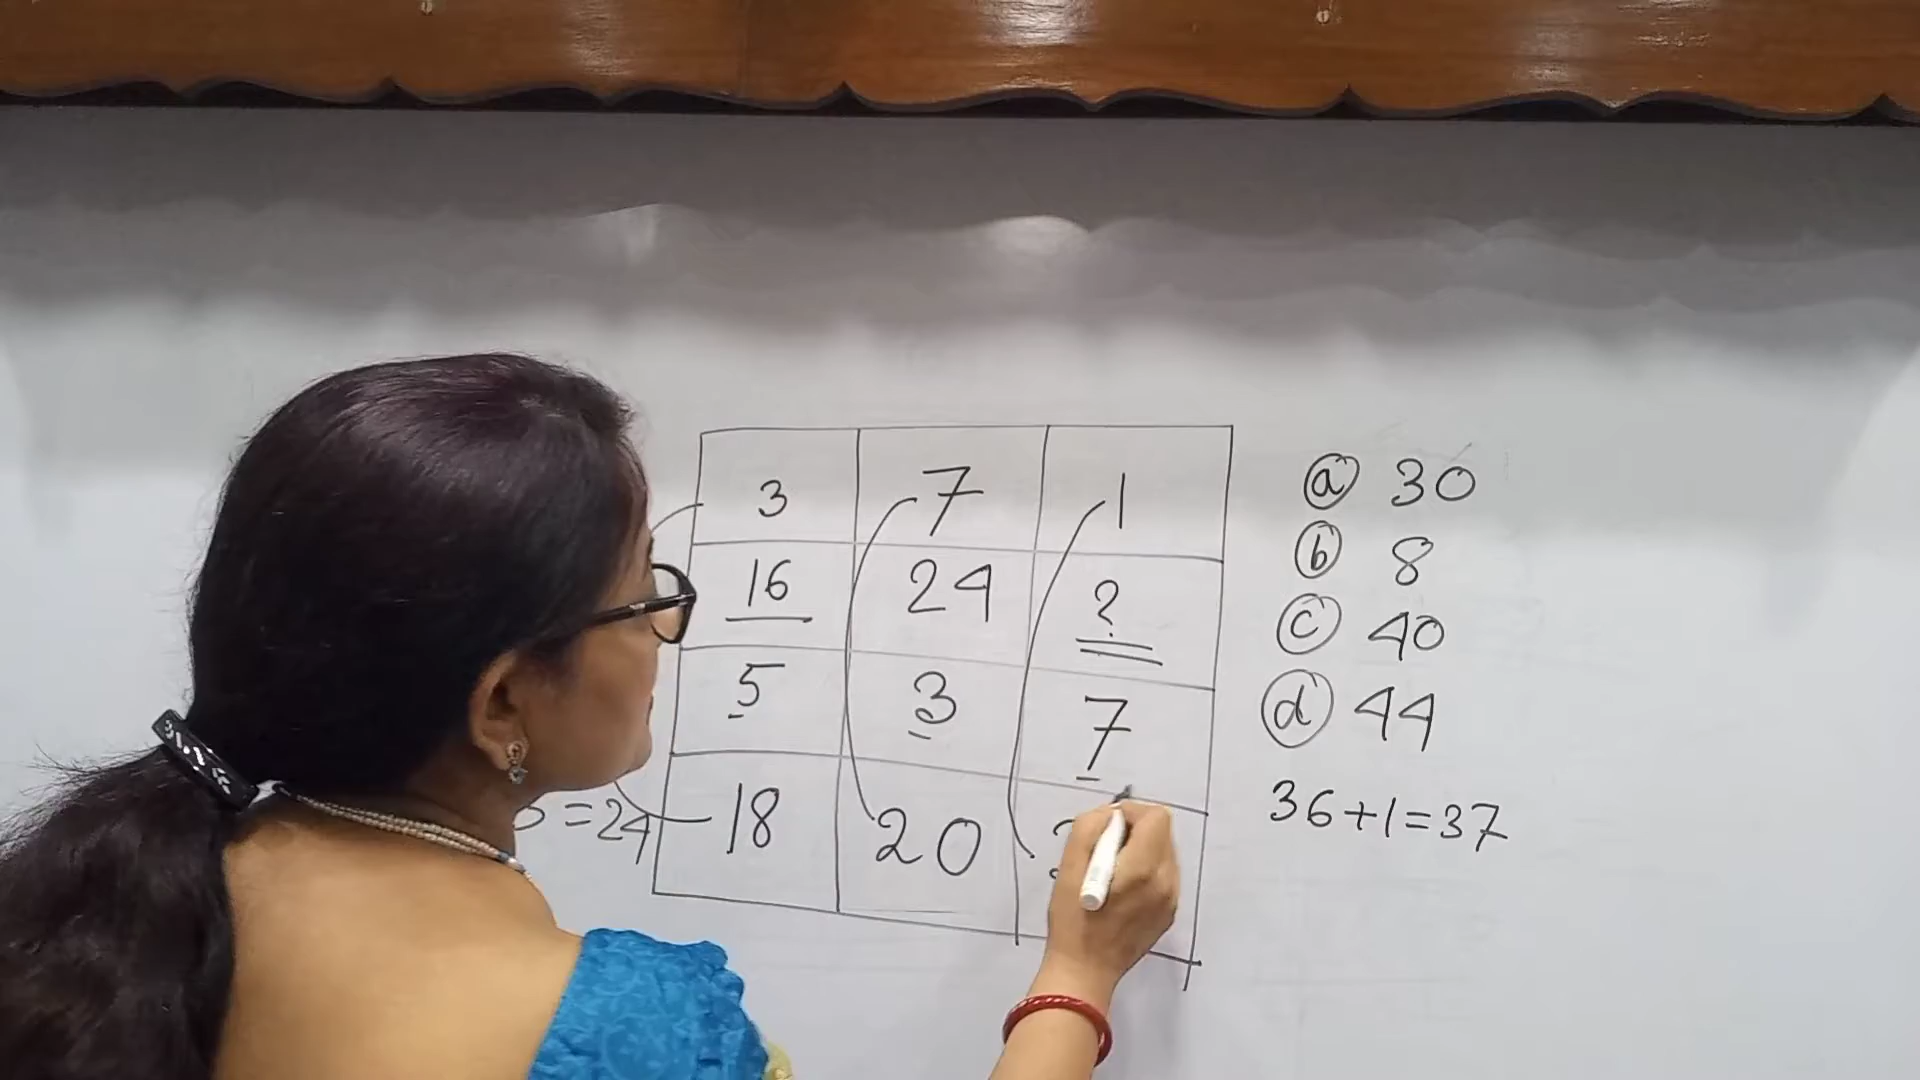 3 7 1 ⓐ 30
16 24 ? ⓑ 8
5 3 7 ⓒ 40
18 20 ⓓ 44
=24
36+1=37